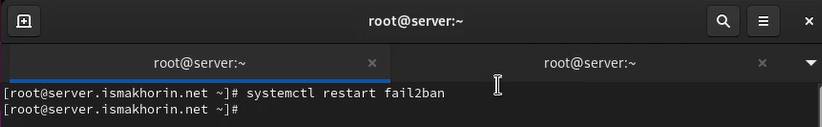 root@server:~
root@server:~ root@server:~
[root@server.ismakhorin.net ~]# systemctl restart fail2ban
[root@server.ismakhorin.net ~]#